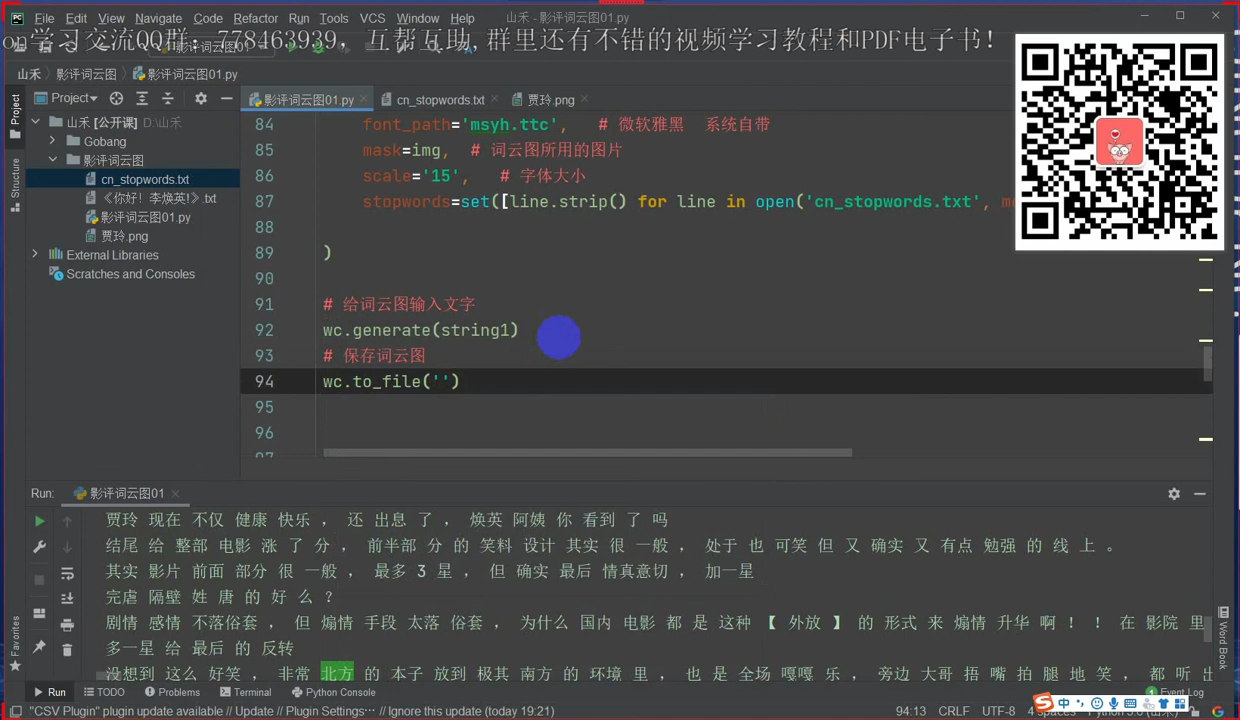 File Edit View Navigate Code Refactor Run Tools VCS Window Help 山禾 - 影评词云图01.py
on学习交流QQ群：778463939，互帮互助,群里还有不错的视频学习教程和PDF电子书！
山禾 影评词云图 影评词云图01.py
Project
影评词云图01.py cn_stopwords.txt 贾玲.png
山禾 [公开课] D:\山禾
Gobang
影评词云图
cn_stopwords.txt
《你好！李焕英!》.txt
影评词云图01.py
贾玲.png
External Libraries
Scratches and Consoles
Project
Structure
Favorites
84 font_path='msyh.ttc', # 微软雅黑 系统自带
85 mask=img, # 词云图所用的图片
86 scale='15', # 字体大小
87 stopwords=set([line.strip() for line in open('cn_stopwords.txt',
88
89 )
90
91 # 给词云图输入文字
92 wc.generate(string1)
93 # 保存词云图
94 wc.to_file('')
95
96
97
Run: 影评词云图01
贾玲 现在 不仅 健康 快乐 ， 还 出息 了 ， 焕英 阿姨 你 看到 了 吗
结尾 给 整部 电影 涨 了 分 ， 前半部 分 的 笑料 设计 其实 很 一般 ， 处于 也 可笑 但 又 确实 又 有点 勉强 的 线 上 。
其实 影片 前面 部分 很 一般 ， 最多 3 星 ， 但 确实 最后 情真意切 ， 加一星
完虐 隔壁 姓 唐 的 好 么 ？
剧情 感情 不落俗套 ， 但 煽情 手段 太落 俗套 ， 为什么 国内 电影 都 是 这种 【 外放 】 的 形式 来 煽情 升华 啊 ！ ！ 在 影院 里
多一星 给 最后 的 反转
没想到 这么 好笑 ， 非常 北方 的 本子 放到 极其 南方 的 环境 里 ， 也 是 全场 嘎嘎 乐 ， 旁边 大哥 捂 嘴 拍 腿 地 笑 ， 都 听 出
Word Book
Run TODO Problems Terminal Python Console Event Log
"CSV Plugin" plugin update available // Update // Plugin Settings... // Ignore this update (today 19:21) 94:13 CRLF UTF-8
中